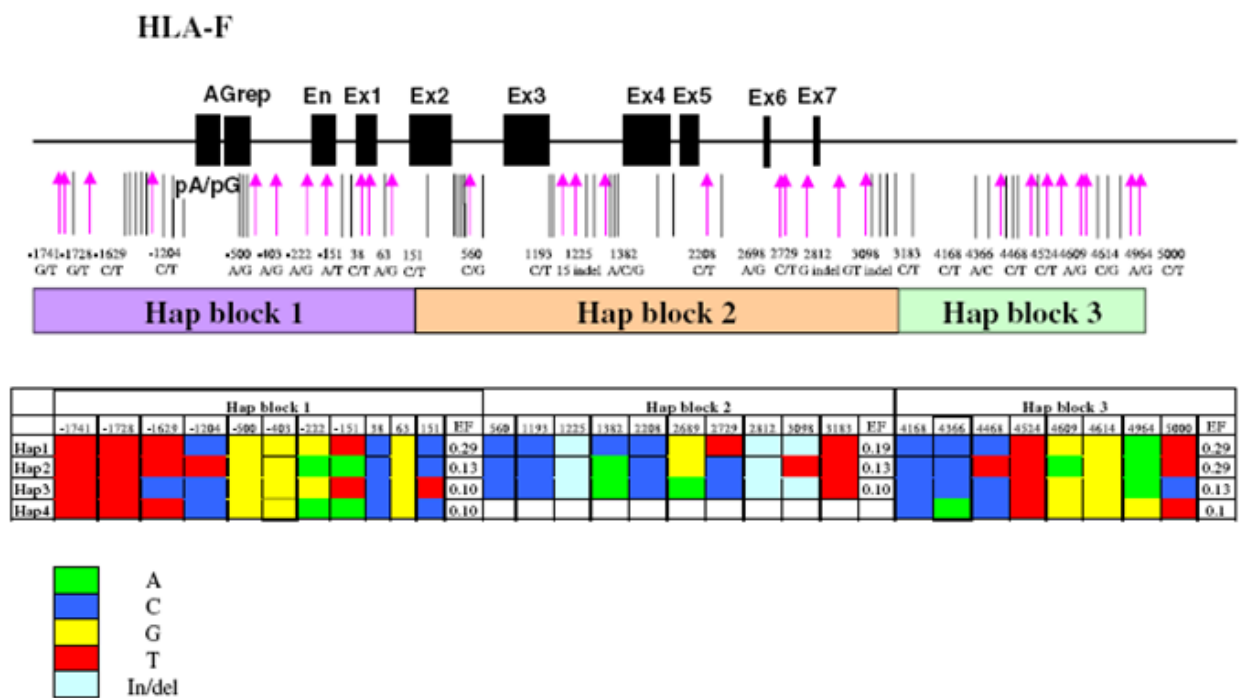 HLA-F
AGrep En Ex1 Ex2 Ex3 Ex4 Ex5 Ex6 Ex7
pA/pG
-1741 -1728 -1629 -1204 -500 -403 -222 -151 38 63 151 560 1193 1225 1382 2208 2698 2729 2812 3098 3183 4168 4366 4468 4524 4609 4614 4964 5000
G/T G/T C/T C/T A/G A/G A/G A/T C/T A/G C/T C/G C/T 15 indel A/C/G C/T A/G C/T G indel GT indel C/T C/T A/C C/T C/T A/G C/G A/G C/T
Hap block 1 Hap block 2 Hap block 3
Hap block 1 Hap block 2 Hap block 3
-1741 -1728 -1629 -1204 -500 -403 -222 -151 38 63 151 EF 560 1193 1225 1382 2208 2689 2729 2812 3098 3183 EF 4168 4366 4468 4524 4609 4614 4964 5000 EF
Hap1 0.29 0.19 0.29
Hap2 0.13 0.13 0.29
Hap3 0.10 0.10 0.13
Hap4 0.10 0.1
A
C
G
T
In/del